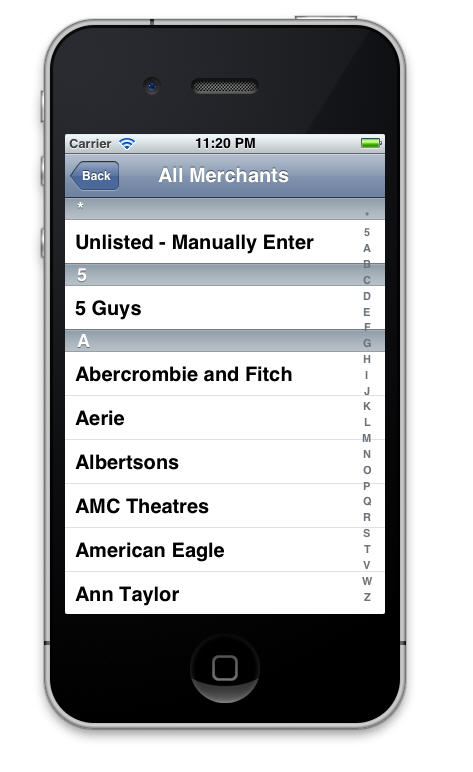 Carrier 11:20 PM
Back All Merchants
*
Unlisted - Manually Enter
5
5 Guys
A
Abercrombie and Fitch
Aerie
Albertsons
AMC Theatres
American Eagle
Ann Taylor
*
5
A
B
C
D
E
F
G
H
I
J
K
L
M
N
O
P
Q
R
S
T
V
W
Z